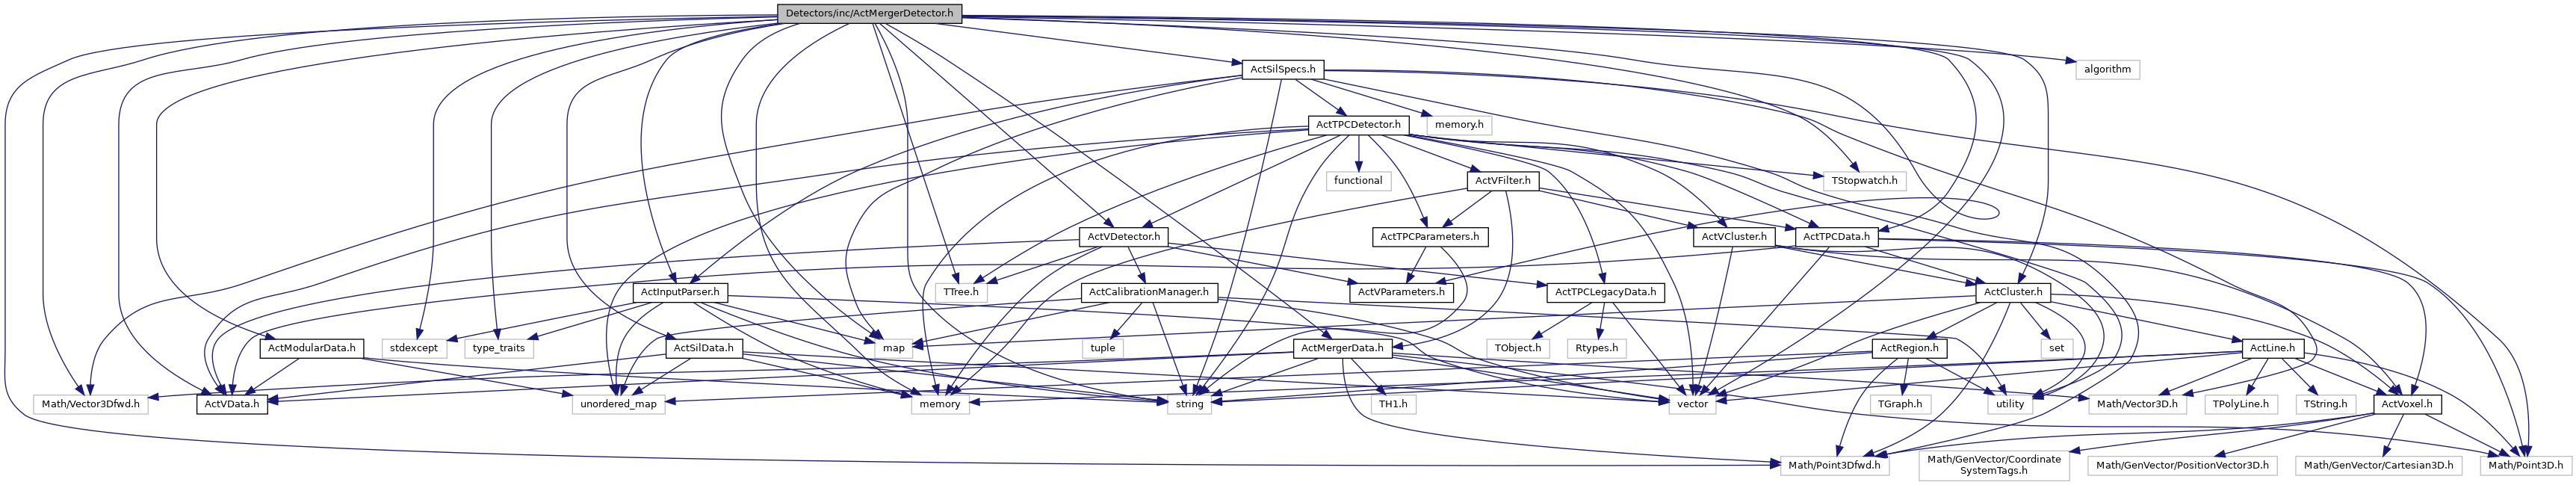 Detectors/inc/ActMergerDetector.h
ActSilSpecs.h
algorithm
ActTPCDetector.h
memory.h
functional
ActVFilter.h
TStopwatch.h
ActVDetector.h
ActTPCParameters.h
ActVCluster.h
ActTPCData.h
ActInputParser.h
TTree.h
ActCalibrationManager.h
ActVParameters.h
ActTPCLegacyData.h
ActCluster.h
ActModularData.h
stdexcept
type_traits
ActSilData.h
map
tuple
ActMergerData.h
TObject.h
Rtypes.h
ActRegion.h
set
ActLine.h
Math/Vector3Dfwd.h
ActVData.h
unordered_map
memory
string
TH1.h
vector
TGraph.h
utility
Math/Vector3D.h
TPolyLine.h
TString.h
ActVoxel.h
Math/Point3Dfwd.h
Math/GenVector/Coordinate
SystemTags.h
Math/GenVector/PositionVector3D.h
Math/GenVector/Cartesian3D.h
Math/Point3D.h